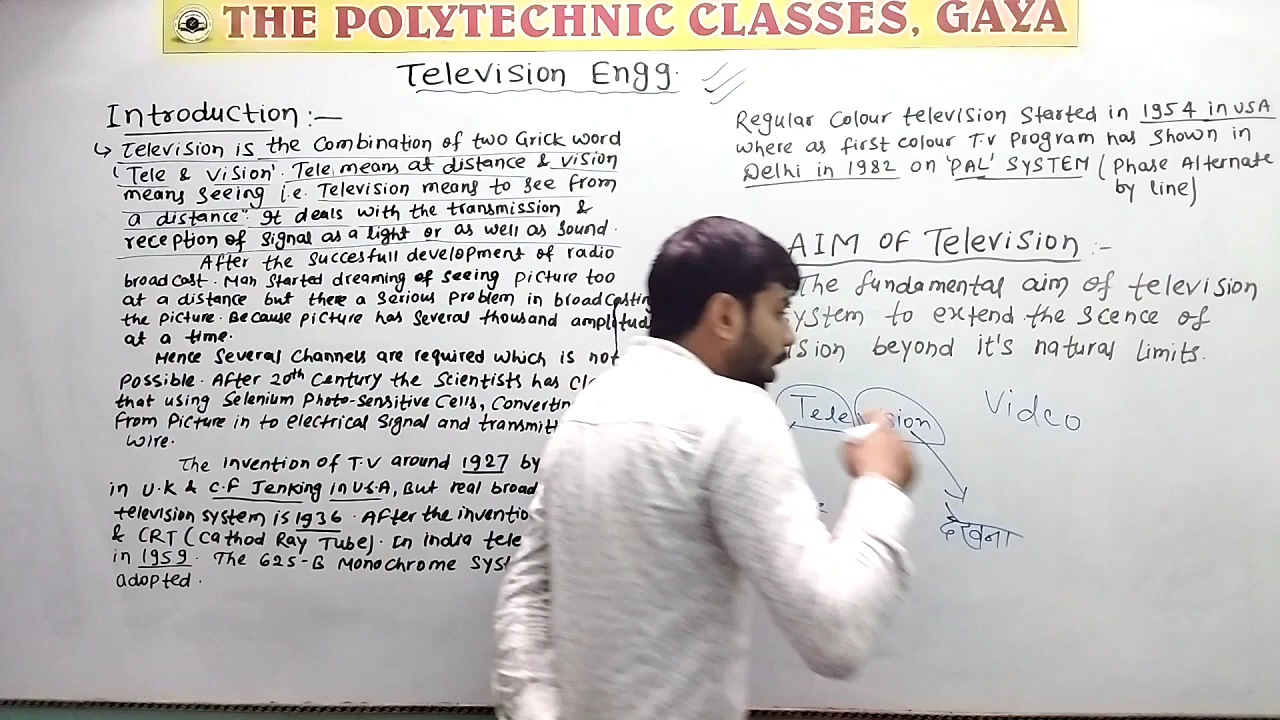 THE POLYTECHNIC CLASSES, GAYA
Television Engg.
Introduction :—
Television is the Combination of two Grick word
"Tele & Vision". Tele means at distance & vision
means seeing i.e. Television means to see from
a distance". It deals with the transmission &
reception of signal as a light or as well as sound.
After the succesfull development of radio
broad cast. Man started dreaming of seeing picture too
at a distance but there a serious problem in broad casting
the picture. Because picture has several thousand amplitud
at a time.
Hence several channels are required which is not
possible. After 20th Century the Scientists has
that using Selenium Photo-sensitive Cells,
from Picture in to electrical signal and
wire.
The invention of T.V around 1927 by
in U.K & C.F Jenking in U.S.A, But real
television system is 1936. After the
& CRT (Cathod Ray Tube). In india
in 1959. The 625-B Monochrome
adopted.
Regular Colour television Started in 1954 in USA
where as first colour T.V Program has shown in
Delhi in 1982 on 'PAL' SYSTEM (Phase Alternate
by line)
AIM OF Television :-
The fundamental aim of television
ystem to extend the scence of
ision beyond it's natural limits.
Tele vision
Video
देखना